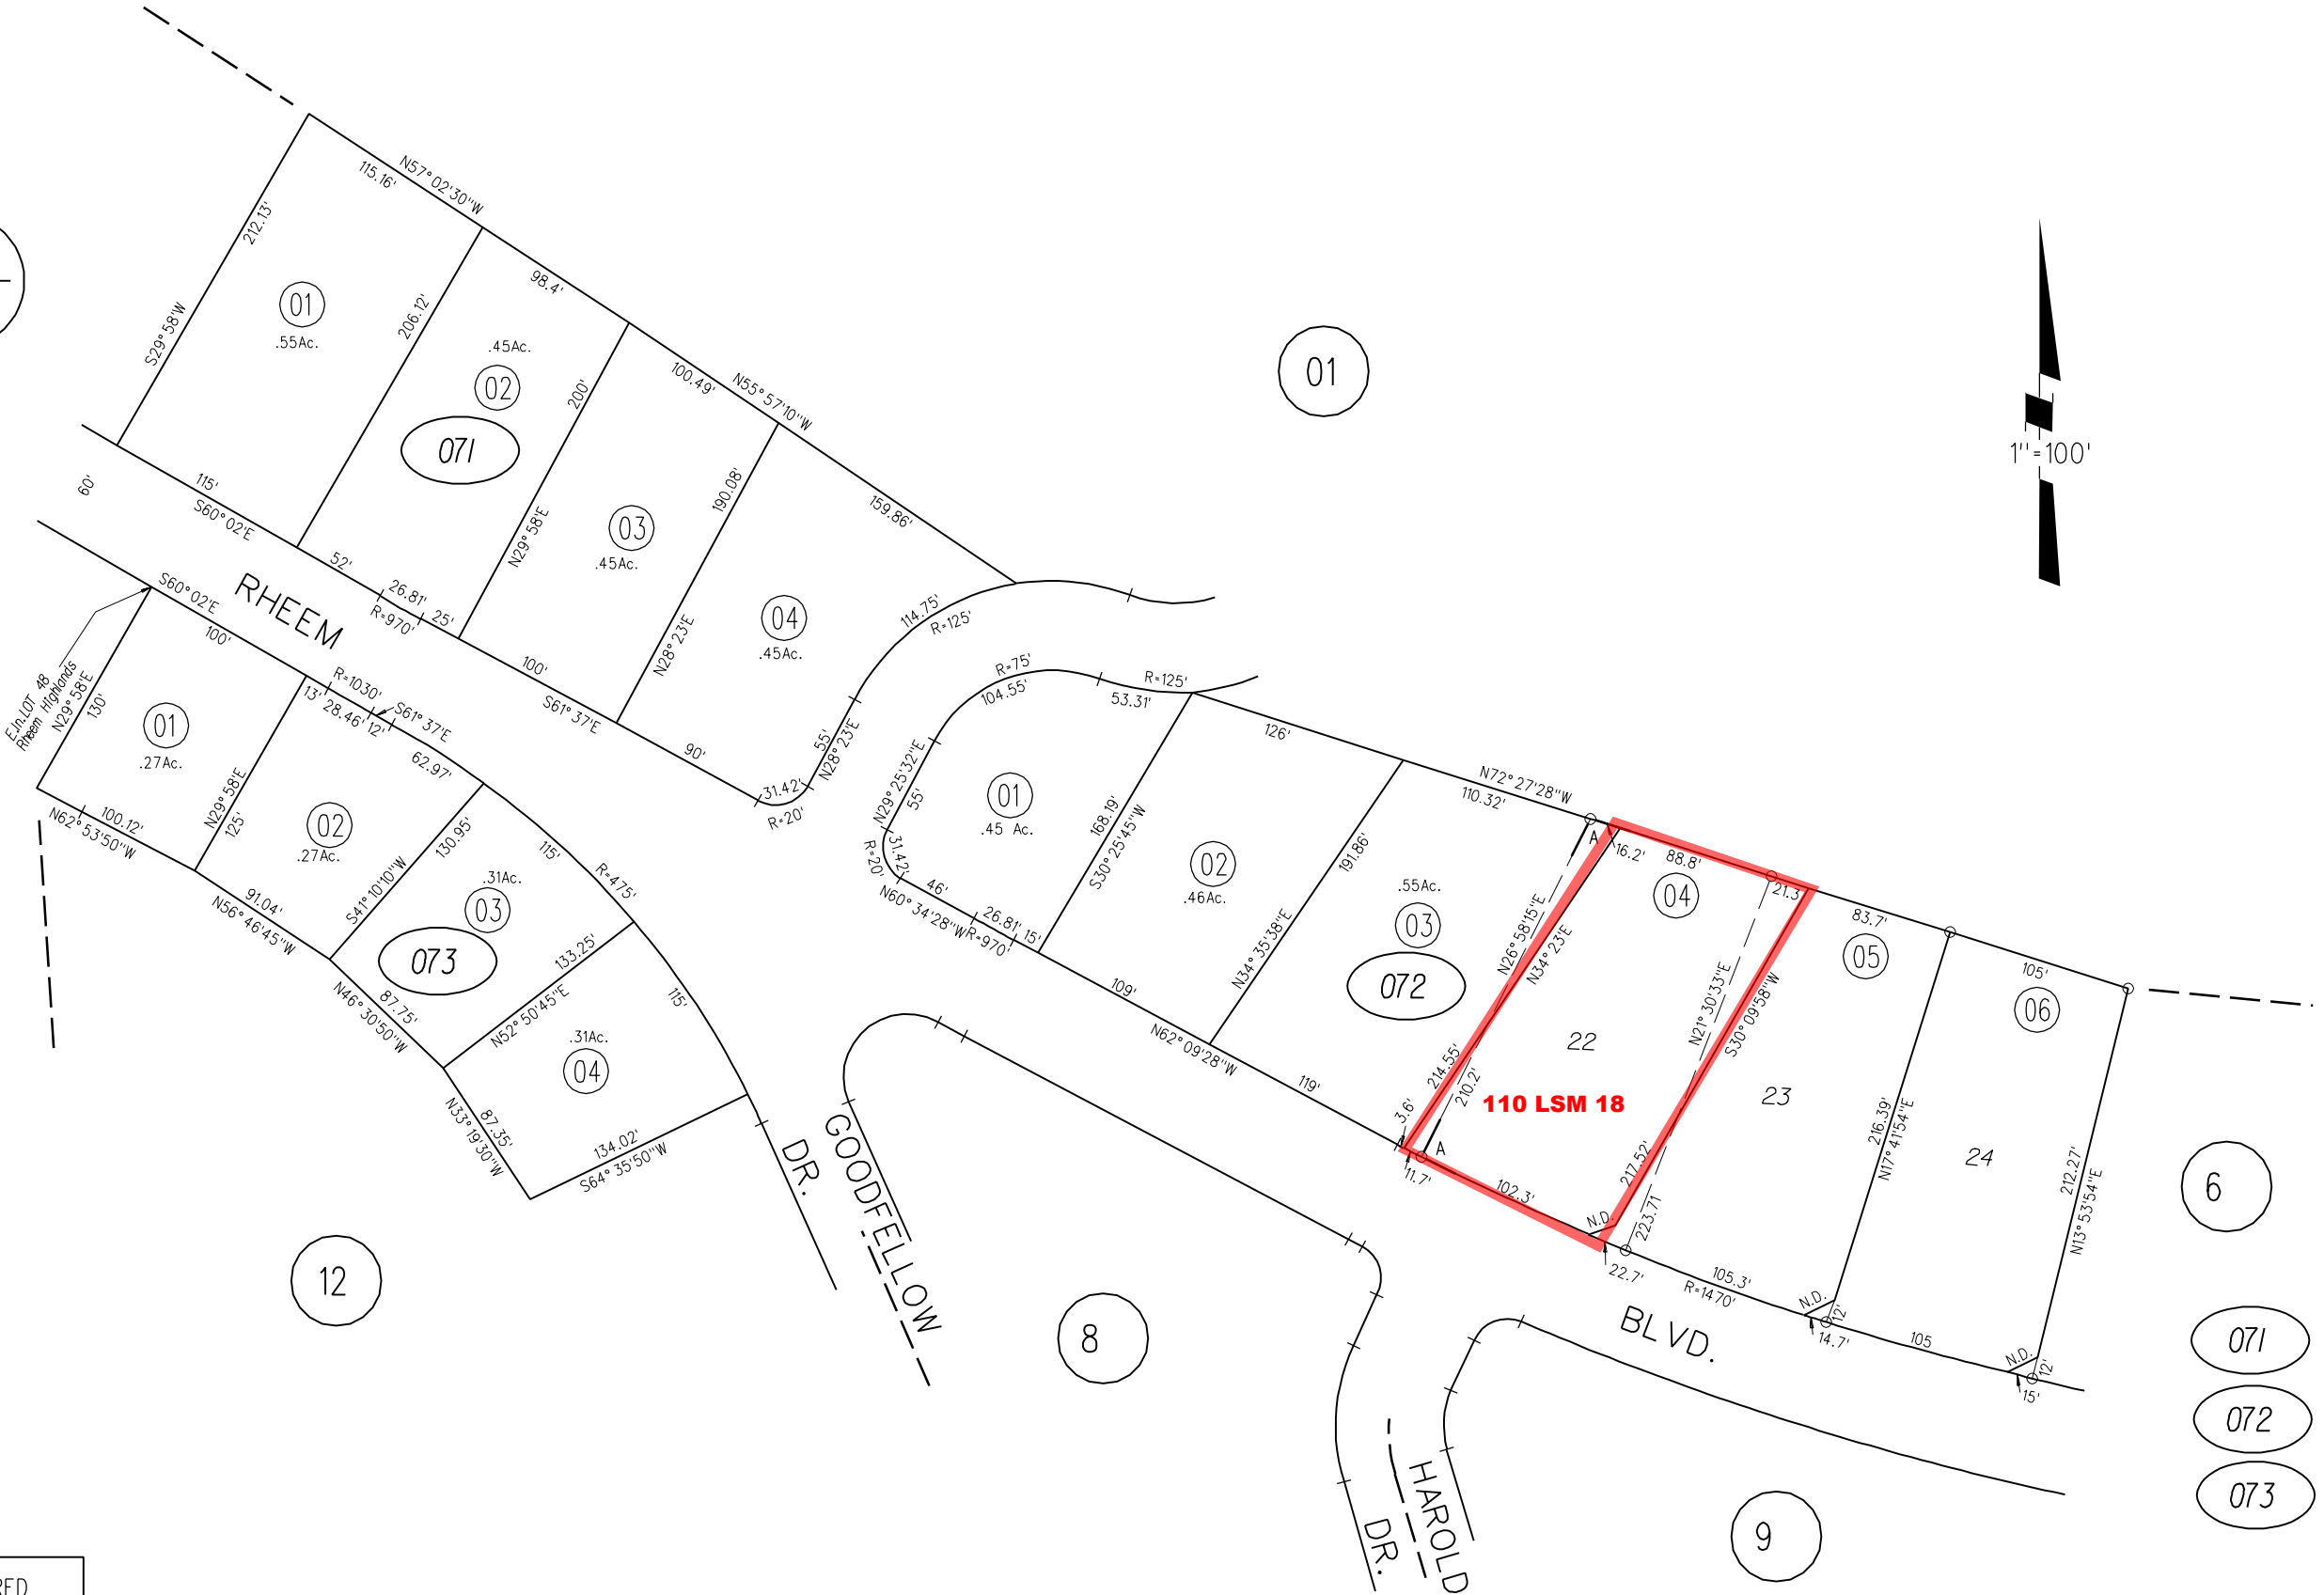 N57°02'30"W
115.16'
212.13'
S29°58'W
01
.55Ac.
206.12'
98.4'
.45Ac.
02
071
200'
100.49'
N55°57'10"W
01
1"=100'
N29°58'E
03
.45Ac.
190.08'
159.86'
04
.45Ac.
N28°23'E
60'
115'
S60°02'E
52'
26.81'
R=970'
25'
100'
S61°37'E
90'
31.42'
R=20'
55'
N28°23'E
114.75'
R=125'
RHEEM
S60°02'E
100'
E.ln.LOT 48
Rheem Highlands
N29°58'E
130'
01
.27Ac.
R=1030'
13'
28.46'
12'
S61°37'E
62.97'
N29°58'E
125'
02
.27Ac.
100.12'
N62°53'50"W
91.04'
N56°46'45"W
S41°10'10"W
130.95'
115'
R=475'
.31Ac.
03
073
133.25'
N52°50'45"E
115'
87.75'
N46°30'50"W
.31Ac.
04
87.35'
N33°19'30"W
134.02'
S64°35'50"W
DR.
GOODFELLOW
12
R=75'
104.55'
R=125'
53.31'
N29°25'32"E
55'
31.42'
R=20'
01
.45 Ac.
46'
N60°34'28"W
26.81'
R=970'
15'
168.19'
S30°25'45"W
126'
02
.46Ac.
109'
N62°09'28"W
191.86'
N34°35'38"E
N72°27'28"W
110.32'
.55Ac.
03
072
119'
A
16.2'
88.8'
04
21.3'
N26°58'15"E
N34°23'E
22
214.55'
210.2'
110 LSM 18
3.6'
A
11.7'
102.3'
N.D.
N21°30'33"E
S30°09'58"W
217.52'
223.71
22.7'
83.7'
05
23
105.3'
R=1470'
216.39'
N17°41'54"E
N.D.
12'
14.7'
105'
06
24
212.27'
N13°53'54"E
105
N.D.
12'
15'
6
BLVD.
8
HAROLD
DR.
9
071
072
073
RED